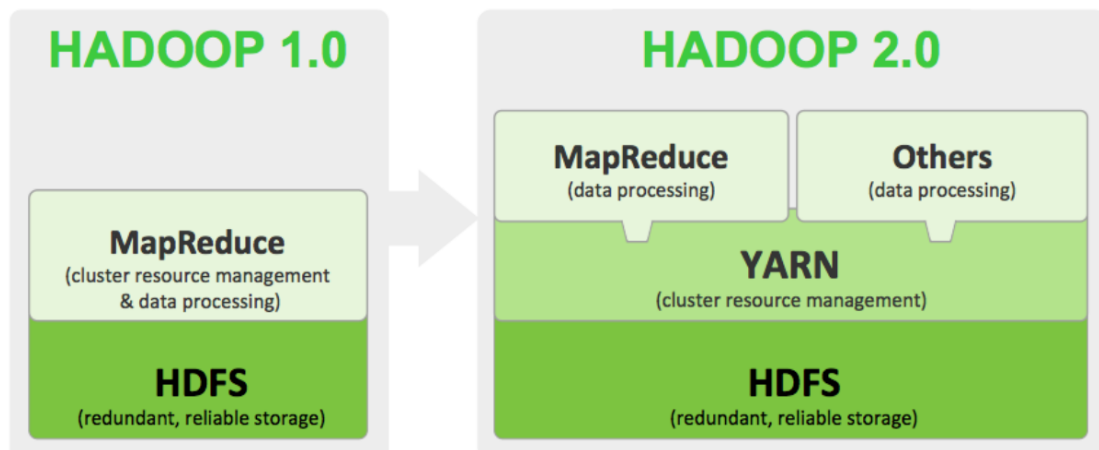 HADOOP 1.0
MapReduce
(cluster resource management
& data processing)
HDFS
(redundant, reliable storage)
HADOOP 2.0
MapReduce
(data processing)
Others
(data processing)
YARN
(cluster resource management)
HDFS
(redundant, reliable storage)